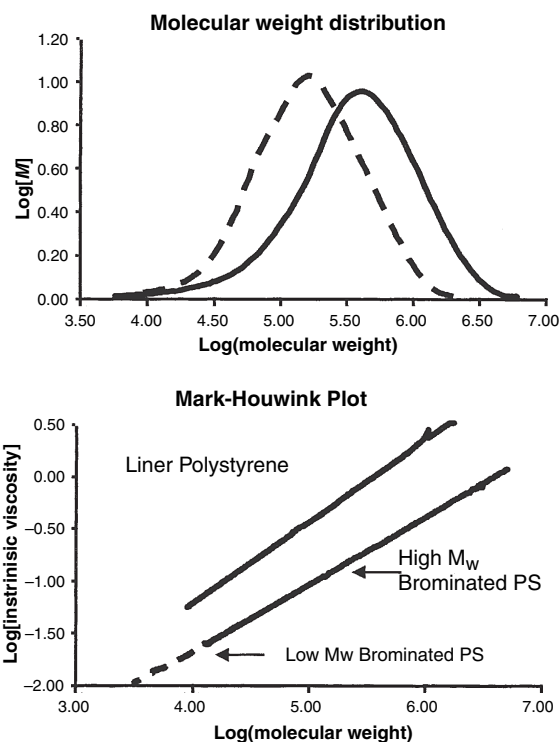 Molecular weight distribution
1.20
1.00
0.80
0.60
0.40
0.20
0.00
Log[M]
3.50 4.00 4.50 5.00 5.50 6.00 6.50 7.00
Log(molecular weight)
Mark-Houwink Plot
0.50
0.00
–0.50
–1.00
–1.50
–2.00
Log[instrinisic viscosity]
Liner Polystyrene
High Mw
Brominated PS
Low Mw Brominated PS
3.00 4.00 5.00 6.00 7.00
Log(molecular weight)